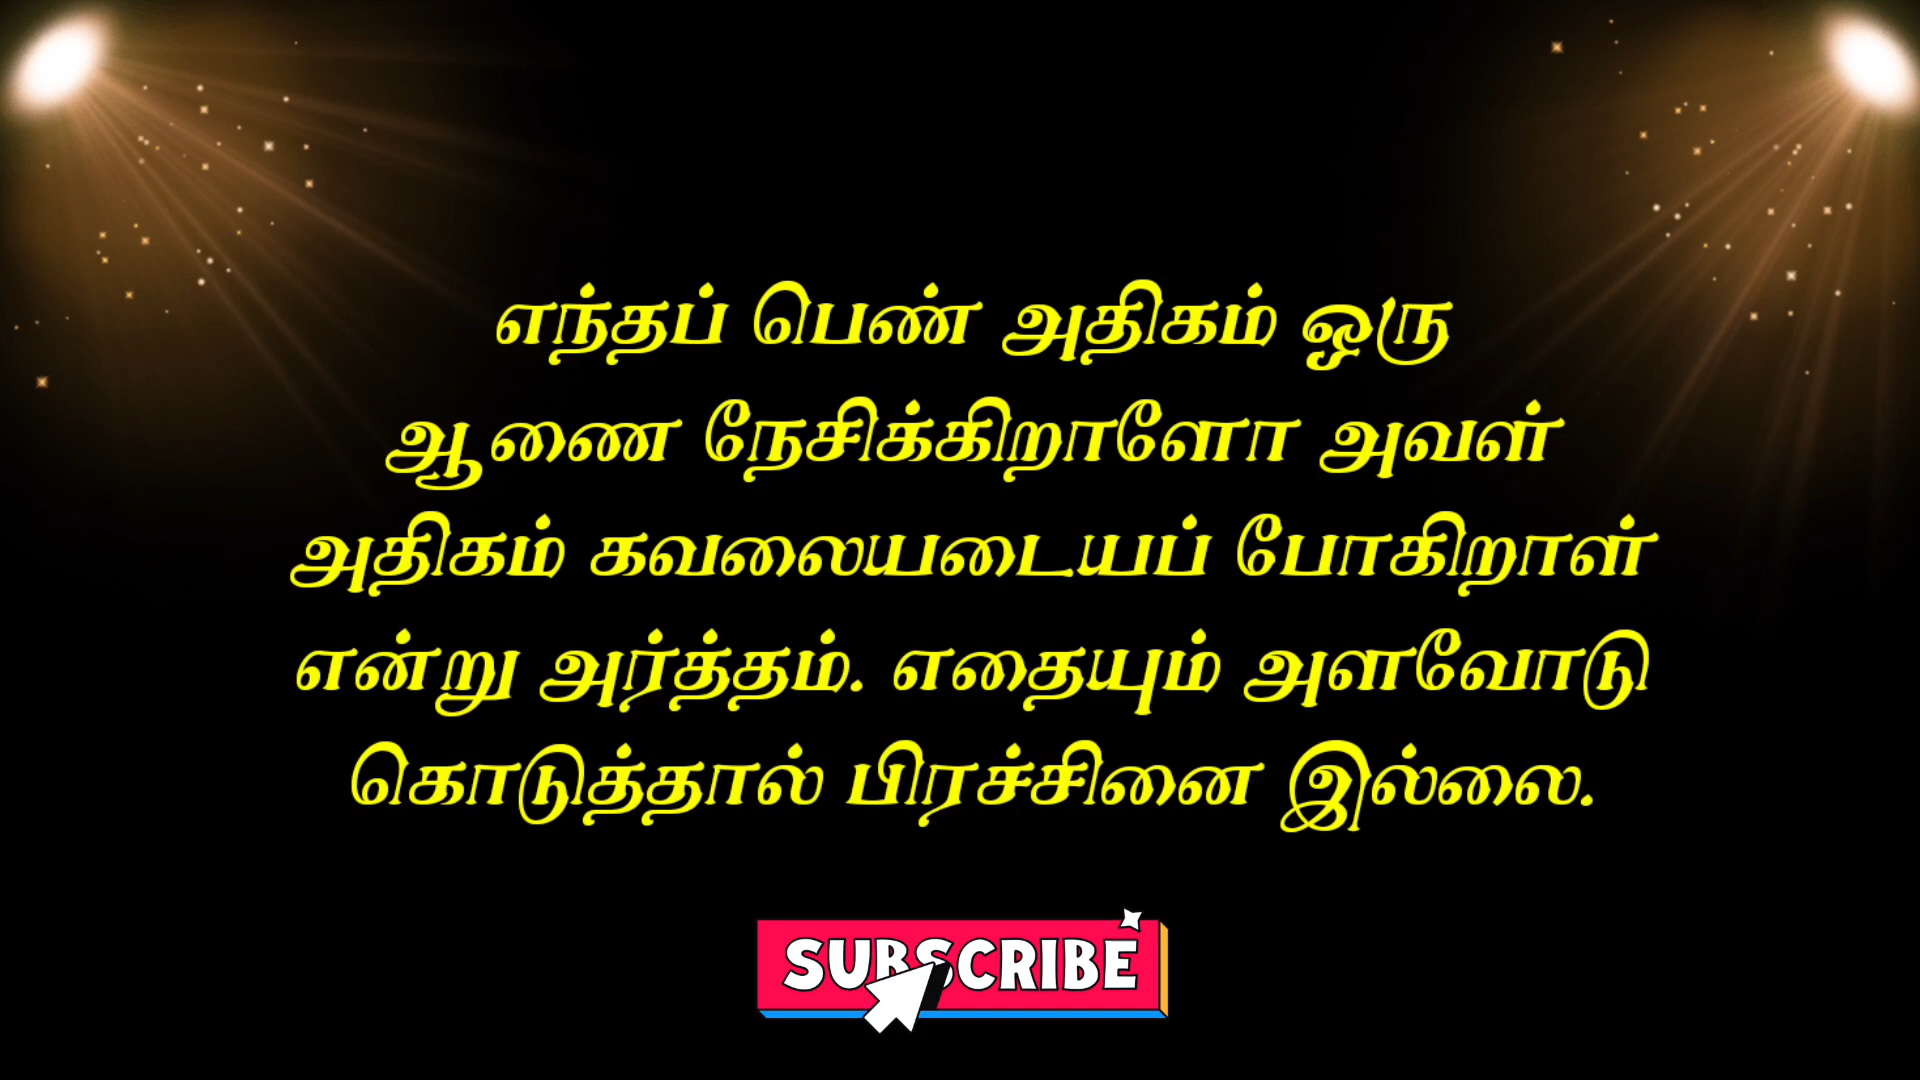 எந்தப் பெண் அதிகம் ஒரு
ஆணை நேசிக்கிறாளோ அவள்
அதிகம் கவலையடையப் போகிறாள்
என்று அர்த்தம். எதையும் அளவோடு
கொடுத்தால் பிரச்சினை இல்லை.
SUBSCRIBE